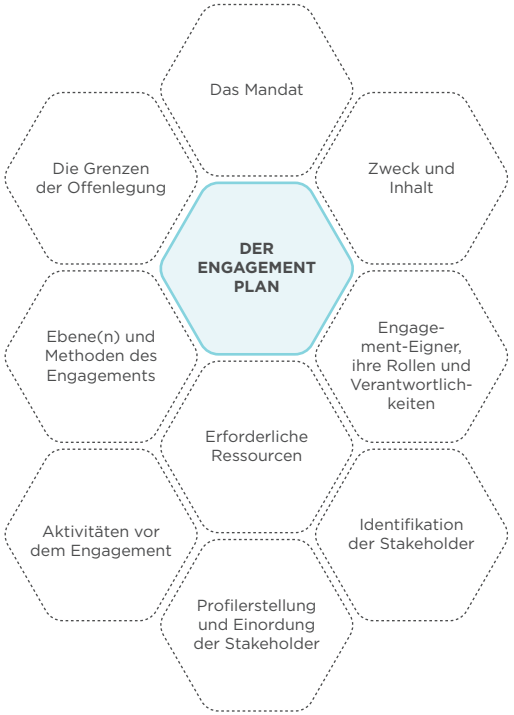 Das Mandat
Die Grenzen
der Offenlegung
Zweck und
Inhalt
DER
ENGAGEMENT
PLAN
Ebene(n) und
Methoden des
Engagements
Engage-
ment-Eigner,
ihre Rollen und
Verantwortlich-
keiten
Erforderliche
Ressourcen
Aktivitäten vor
dem Engagement
Identifikation
der Stakeholder
Profilerstellung
und Einordung
der Stakeholder